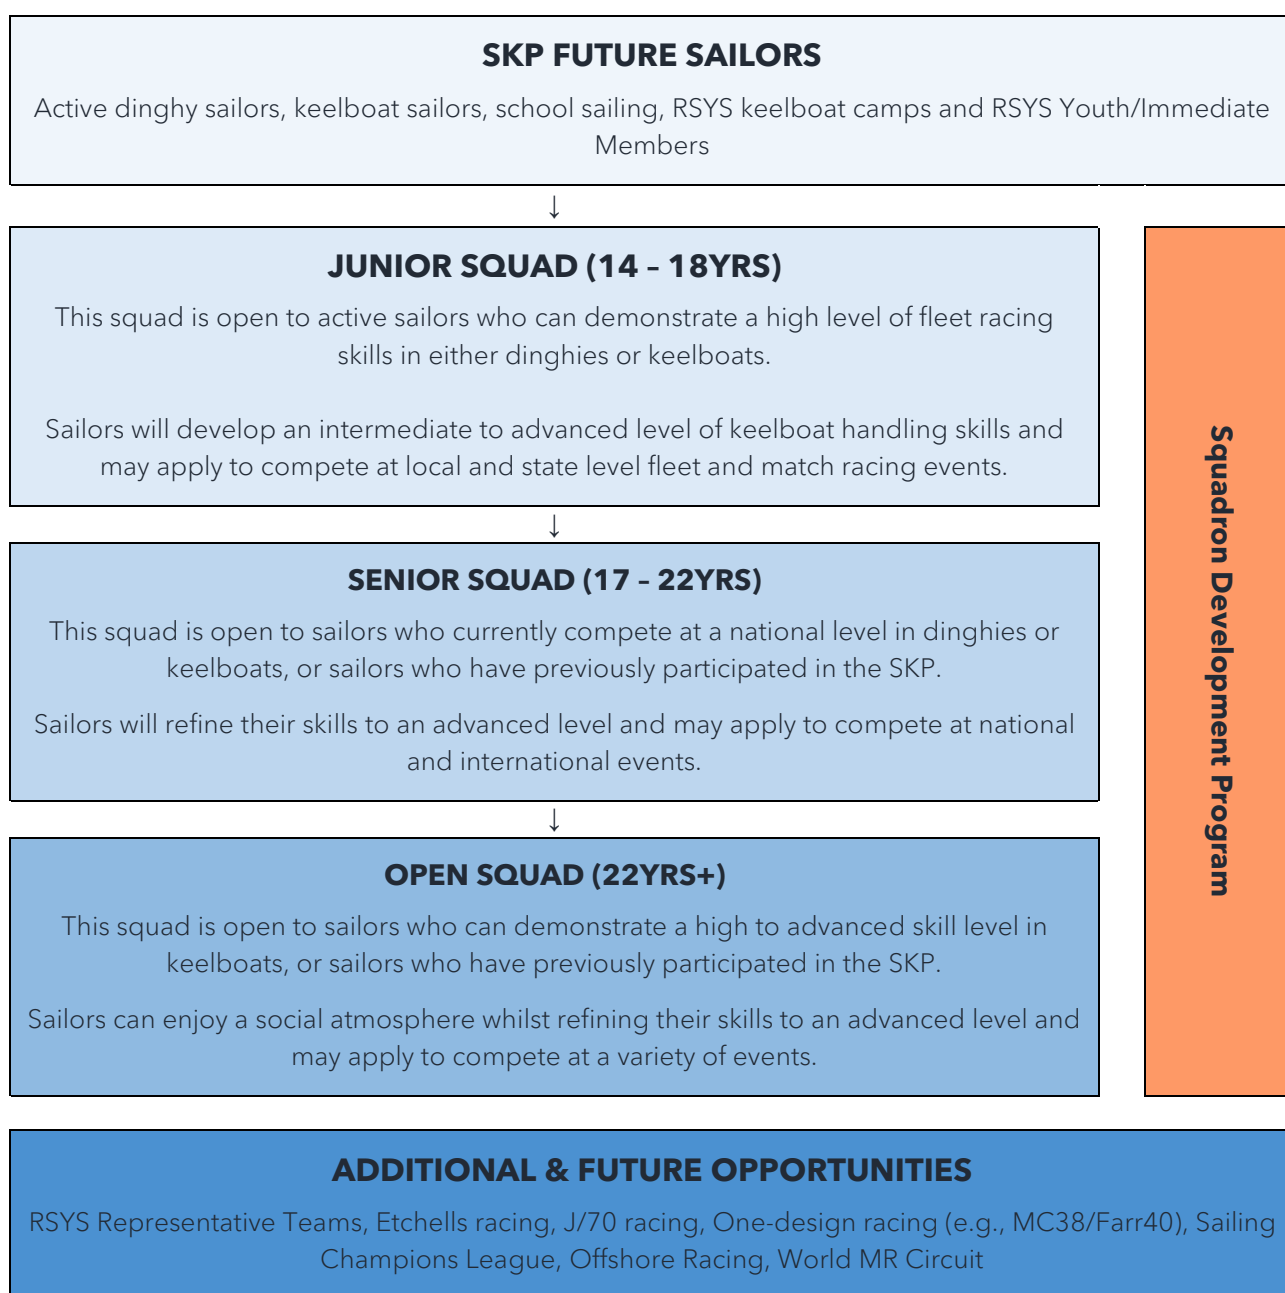 SKP FUTURE SAILORS
Active dinghy sailors, keelboat sailors, school sailing, RSYS keelboat camps and RSYS Youth/Immediate
Members
↓
JUNIOR SQUAD (14 – 18YRS)
This squad is open to active sailors who can demonstrate a high level of fleet racing
skills in either dinghies or keelboats.
Sailors will develop an intermediate to advanced level of keelboat handling skills and
may apply to compete at local and state level fleet and match racing events.
↓
SENIOR SQUAD (17 – 22YRS)
This squad is open to sailors who currently compete at a national level in dinghies or
keelboats, or sailors who have previously participated in the SKP.
Sailors will refine their skills to an advanced level and may apply to compete at national
and international events.
↓
OPEN SQUAD (22YRS+)
This squad is open to sailors who can demonstrate a high to advanced skill level in
keelboats, or sailors who have previously participated in the SKP.
Sailors can enjoy a social atmosphere whilst refining their skills to an advanced level and
may apply to compete at a variety of events.
Squadron Development Program
ADDITIONAL & FUTURE OPPORTUNITIES
RSYS Representative Teams, Etchells racing, J/70 racing, One-design racing (e.g., MC38/Farr40), Sailing
Champions League, Offshore Racing, World MR Circuit